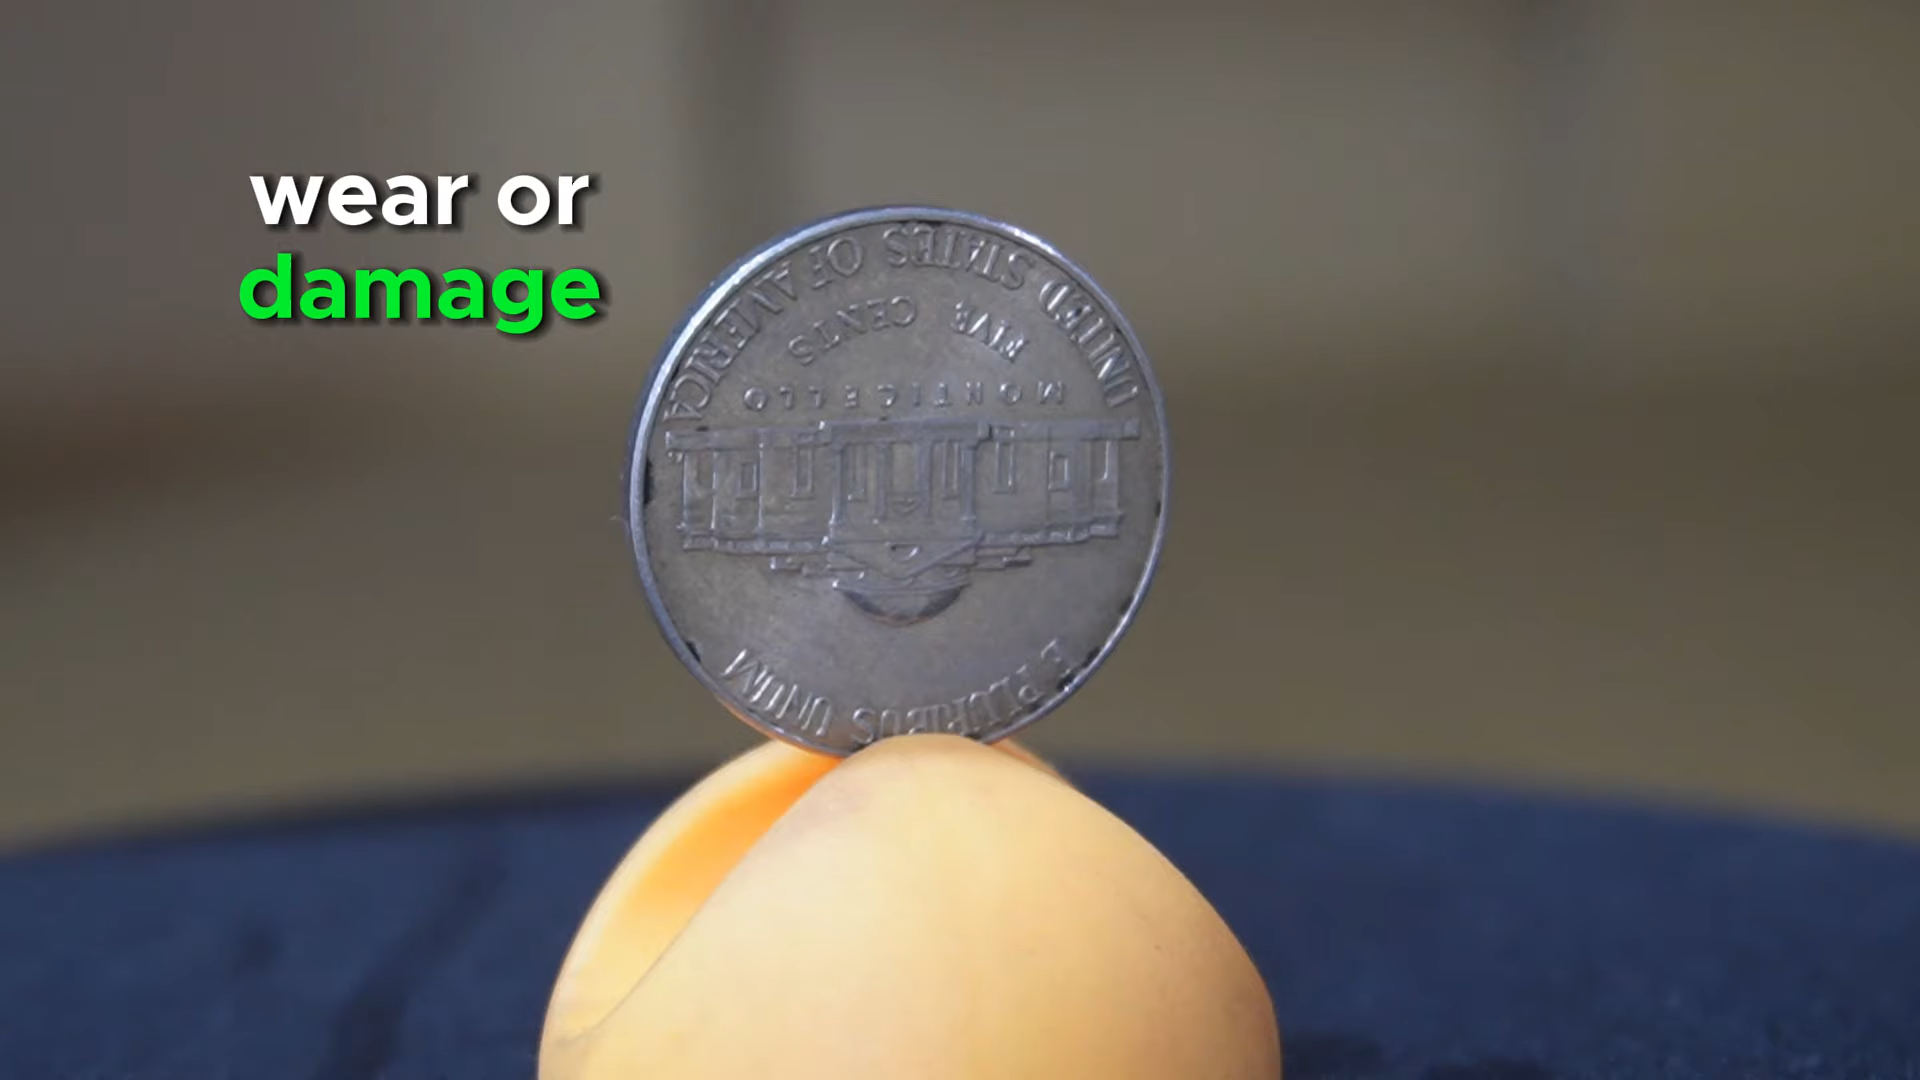 wear or
damage
E PLURIBUS UNUM
MONTICELLO
FIVE CENTS
UNITED STATES OF AMERICA